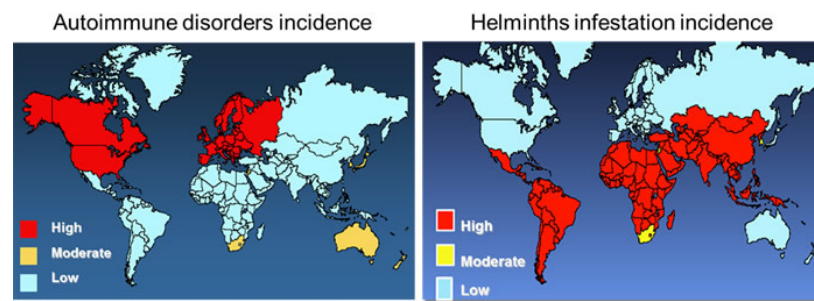 Autoimmune disorders incidence
Helminths infestation incidence
High
Moderate
Low
High
Moderate
Low